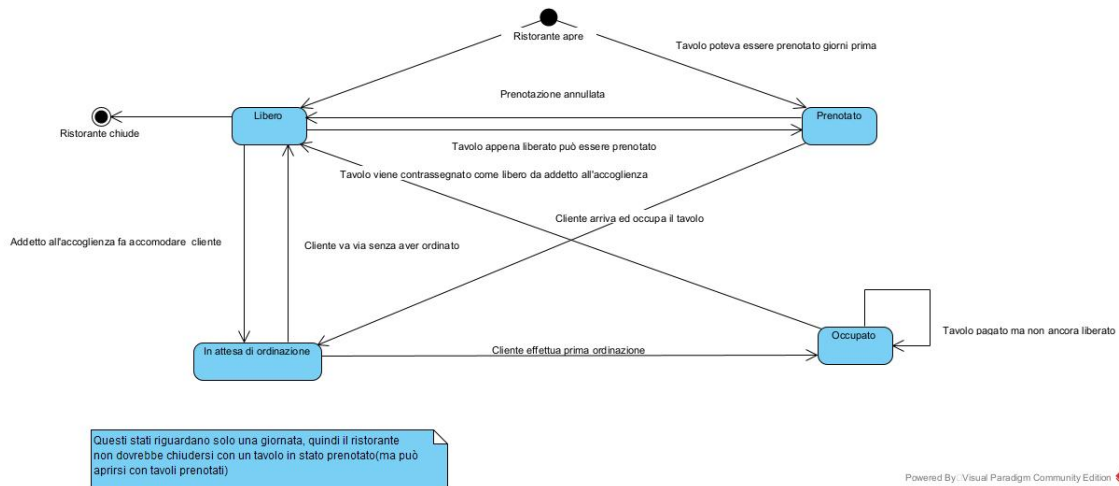 Ristorante apre
Tavolo poteva essere prenotato giorni prima
Prenotazione annullata
Libero
Prenotato
Ristorante chiude
Tavolo appena liberato può essere prenotato
Tavolo viene contrassegnato come libero da addetto all'accoglienza
Cliente arriva ed occupa il tavolo
Addetto all'accoglienza fa accomodare cliente
Cliente va via senza aver ordinato
Occupato
Tavolo pagato ma non ancora liberato
In attesa di ordinazione
Cliente effettua prima ordinazione
Questi stati riguardano solo una giornata, quindi il ristorante
non dovrebbe chiudersi con un tavolo in stato prenotato(ma può
aprirsi con tavoli prenotati)
Powered By Visual Paradigm Community Edition